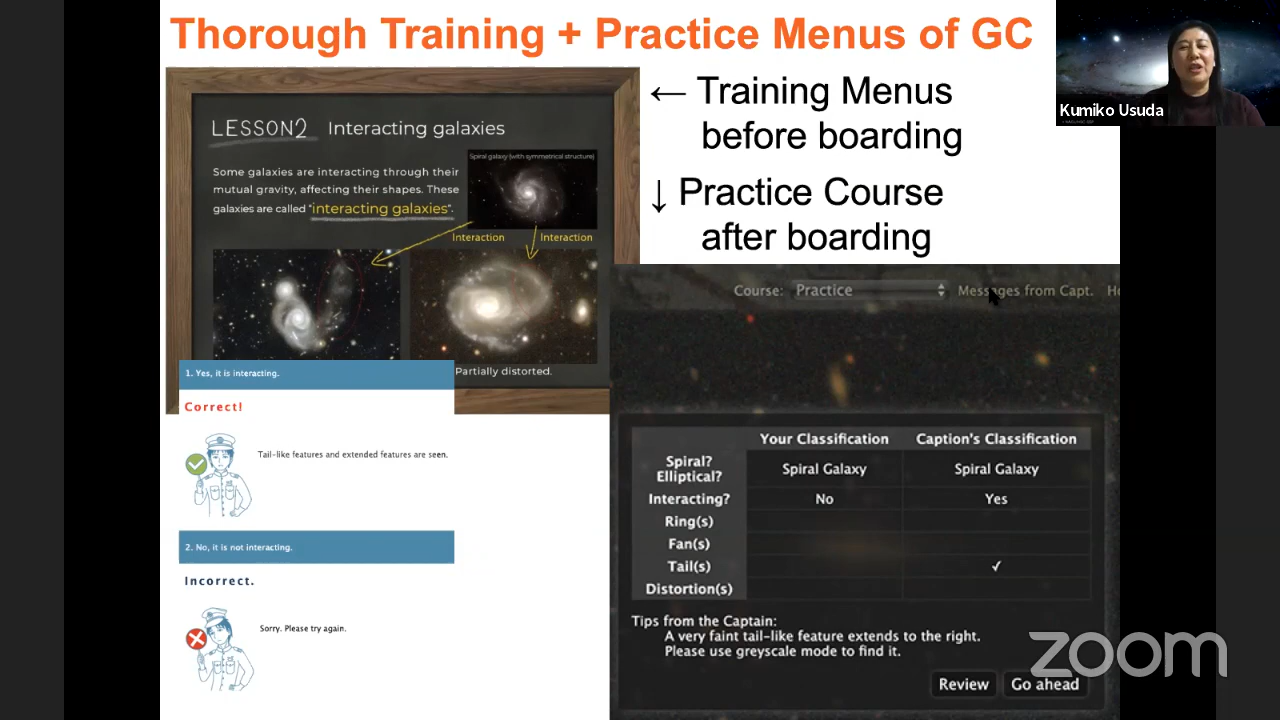 Thorough Training + Practice Menus of GC
Kumiko Usuda
← Training Menus
before boarding
↓ Practice Course
after boarding
LESSON2 Interacting galaxies
Spiral galaxy (with symmetrical structure)
Some galaxies are interacting through their
mutual gravity, affecting their shapes. These
galaxies are called "interacting galaxies".
Interaction
Interaction
Partially distorted.
1. Yes, it is interacting.
Correct!
Tail-like features and extended features are seen.
2. No, it is not interacting.
Incorrect.
Sorry. Please try again.
Course: Practice Messages from Capt. He
Your Classification Caption's Classification
Spiral?
Elliptical? Spiral Galaxy Spiral Galaxy
Interacting? No Yes
Ring(s)
Fan(s)
Tail(s) ✓
Distortion(s)
Tips from the Captain:
A very faint tail-like feature extends to the right.
Please use greyscale mode to find it.
Review Go ahead
zoom